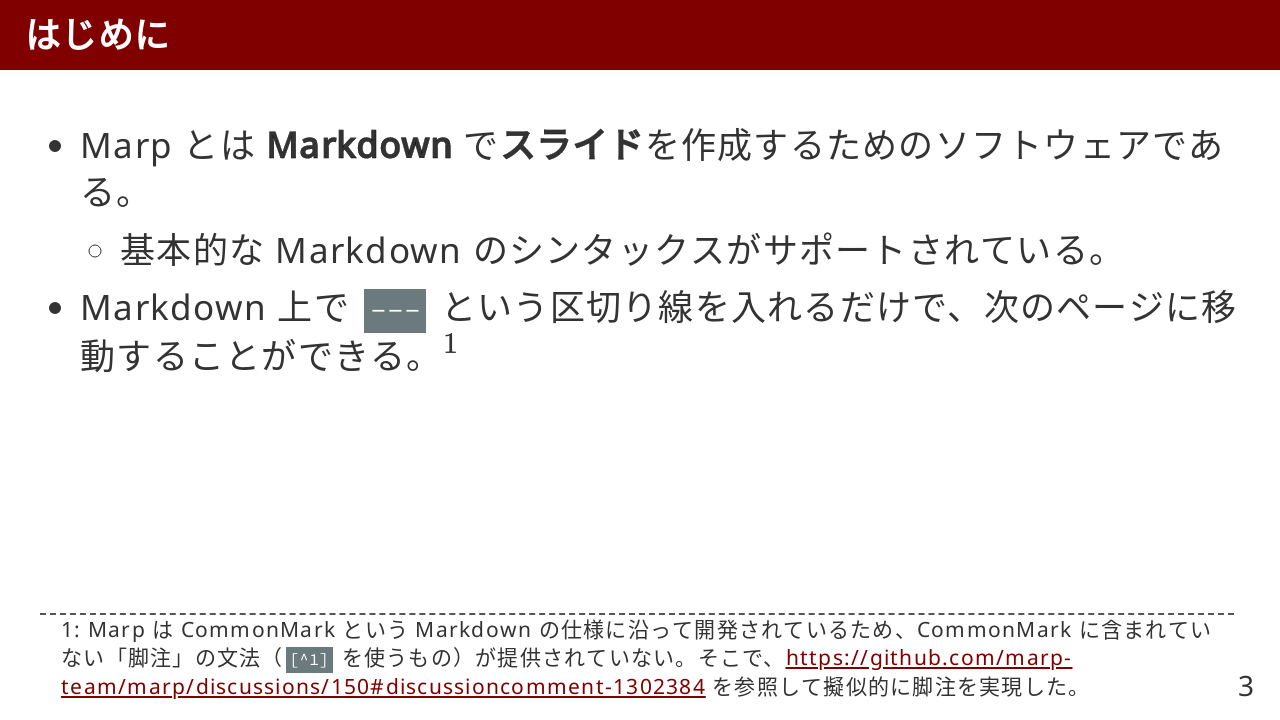 はじめに
• Marp とは Markdown でスライドを作成するためのソフトウェアであ
る。
○ 基本的な Markdown のシンタックスがサポートされている。
• Markdown 上で --- という区切り線を入れるだけで、次のページに移
動することができる。1
1: Marp は CommonMark という Markdown の仕様に沿って開発されているため、CommonMark に含まれてい
ない「脚注」の文法（ [^1] を使うもの）が提供されていない。そこで、https://github.com/marp-
team/marp/discussions/150#discussioncomment-1302384 を参照して擬似的に脚注を実現した。
3